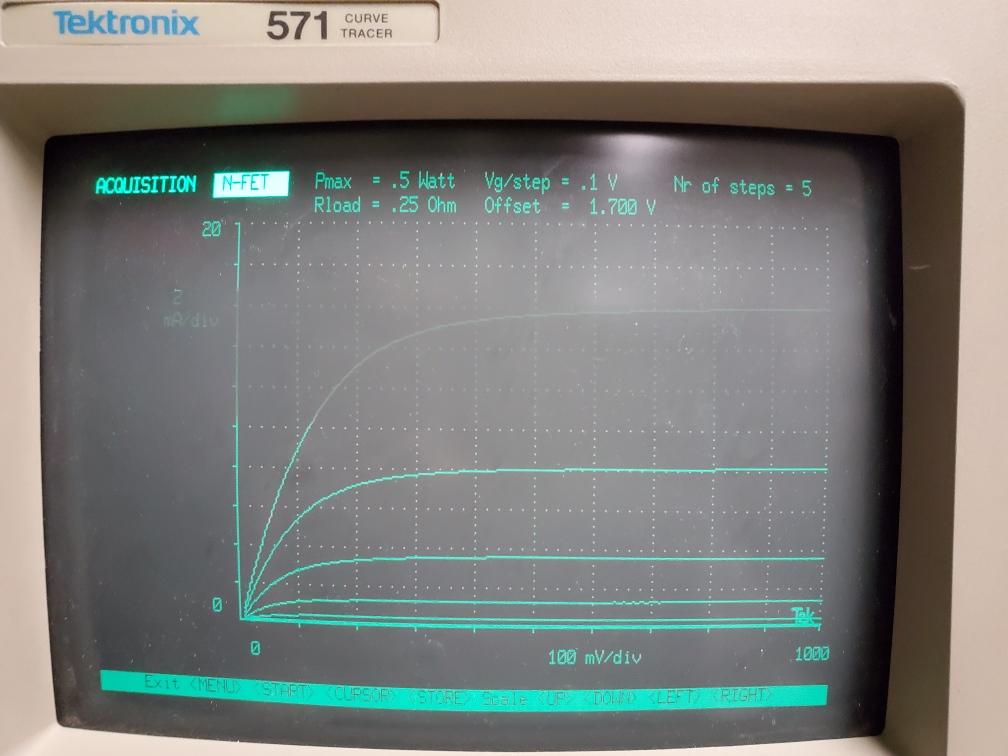 Tektronix 571 CURVE TRACER
ACQUISITION N-FET Pmax = .5 Watt Vg/step = .1 V Nr of steps = 5
Rload = .25 Ohm Offset = 1.700 V
20
2
mA/div
0
Tek
0 100 mV/div 1000
Exit <MENU> <START> <CURSOR> <STORE> Scale <UP> <DOWN> <LEFT> <RIGHT>